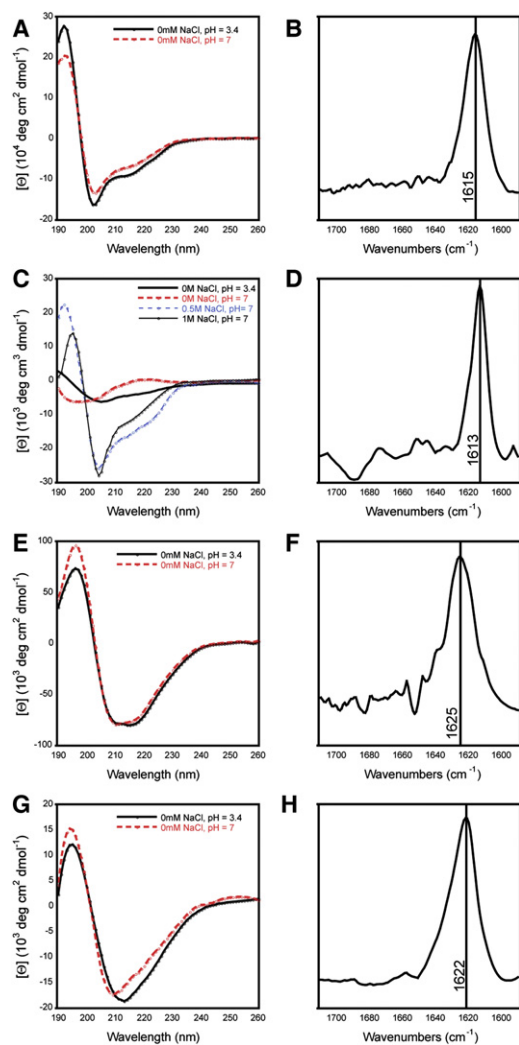 A
0mM NaCl, pH = 3.4
0mM NaCl, pH = 7
[Θ] (10⁴ deg cm² dmol⁻¹)
30
20
10
0
-10
-20
190 200 210 220 230 240 250 260
Wavelength (nm)
B
1615
1700 1680 1660 1640 1620 1600
Wavenumbers (cm⁻¹)
C
0M NaCl, pH = 3.4
0M NaCl, pH = 7
0.5M NaCl, pH= 7
1M NaCl, pH = 7
[Θ] (10³ deg cm³ dmol⁻¹)
30
20
10
0
-10
-20
-30
190 200 210 220 230 240 250 260
Wavelength (nm)
D
1613
1700 1680 1660 1640 1620 1600
Wavenumbers (cm⁻¹)
E
0mM NaCl, pH = 3.4
0mM NaCl, pH = 7
[Θ] (10³ deg cm² dmol⁻¹)
100
50
0
-50
-100
190 200 210 220 230 240 250 260
Wavelength (nm)
F
1625
1700 1680 1660 1640 1620 1600
Wavenumbers (cm⁻¹)
G
0mM NaCl, pH = 3.4
0mM NaCl, pH = 7
[Θ] (10³ deg cm² dmol⁻¹)
20
15
10
5
0
-5
-10
-15
-20
190 200 210 220 230 240 250 260
Wavelength (nm)
H
1622
1700 1680 1660 1640 1620 1600
Wavenumbers (cm⁻¹)